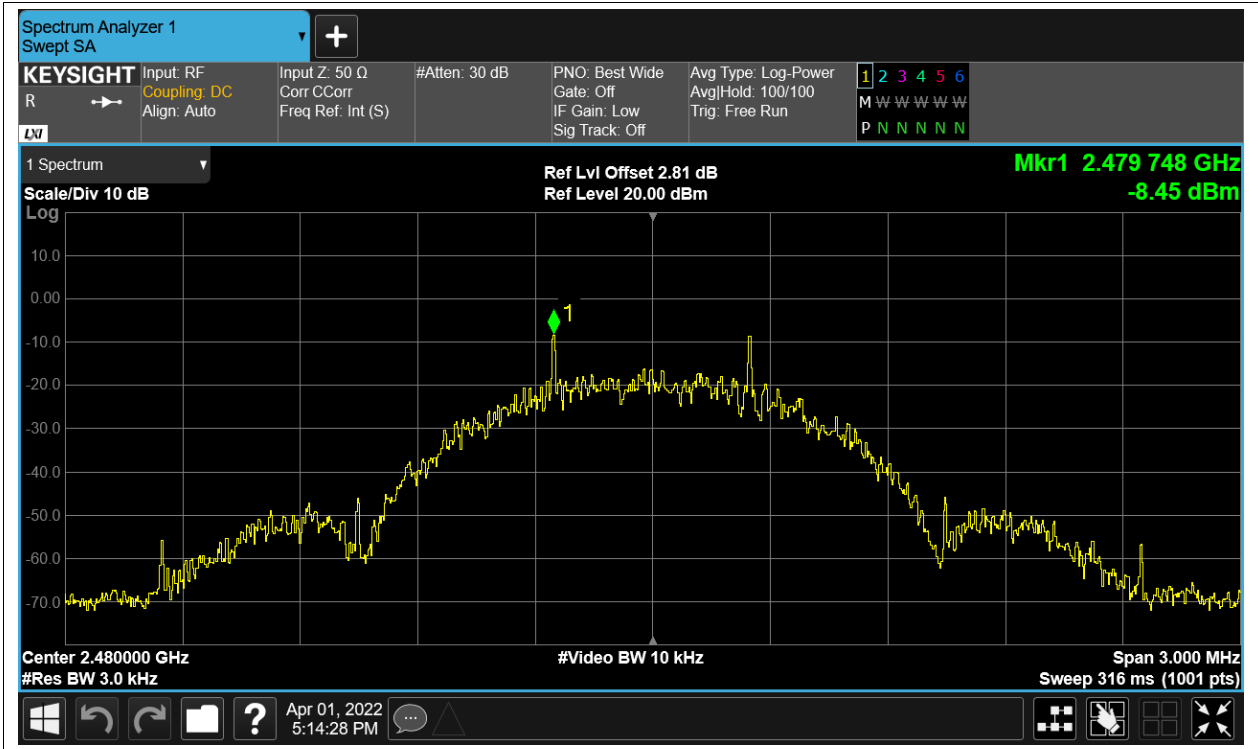 Spectrum Analyzer 1
Swept SA
KEYSIGHT
R
LXI
Input: RF
Coupling: DC
Align: Auto
Input Z: 50 Ω
Corr CCorr
Freq Ref: Int (S)
#Atten: 30 dB
PNO: Best Wide
Gate: Off
IF Gain: Low
Sig Track: Off
Avg Type: Log-Power
Avg|Hold: 100/100
Trig: Free Run
1 2 3 4 5 6
M W W W W W
P N N N N N
1 Spectrum
Scale/Div 10 dB
Ref Lvl Offset 2.81 dB
Ref Level 20.00 dBm
Mkr1 2.479 748 GHz
-8.45 dBm
Log
10.0
0.00
-10.0
-20.0
-30.0
-40.0
-50.0
-60.0
-70.0
1
Center 2.480000 GHz
#Res BW 3.0 kHz
#Video BW 10 kHz
Span 3.000 MHz
Sweep 316 ms (1001 pts)
?
Apr 01, 2022
5:14:28 PM